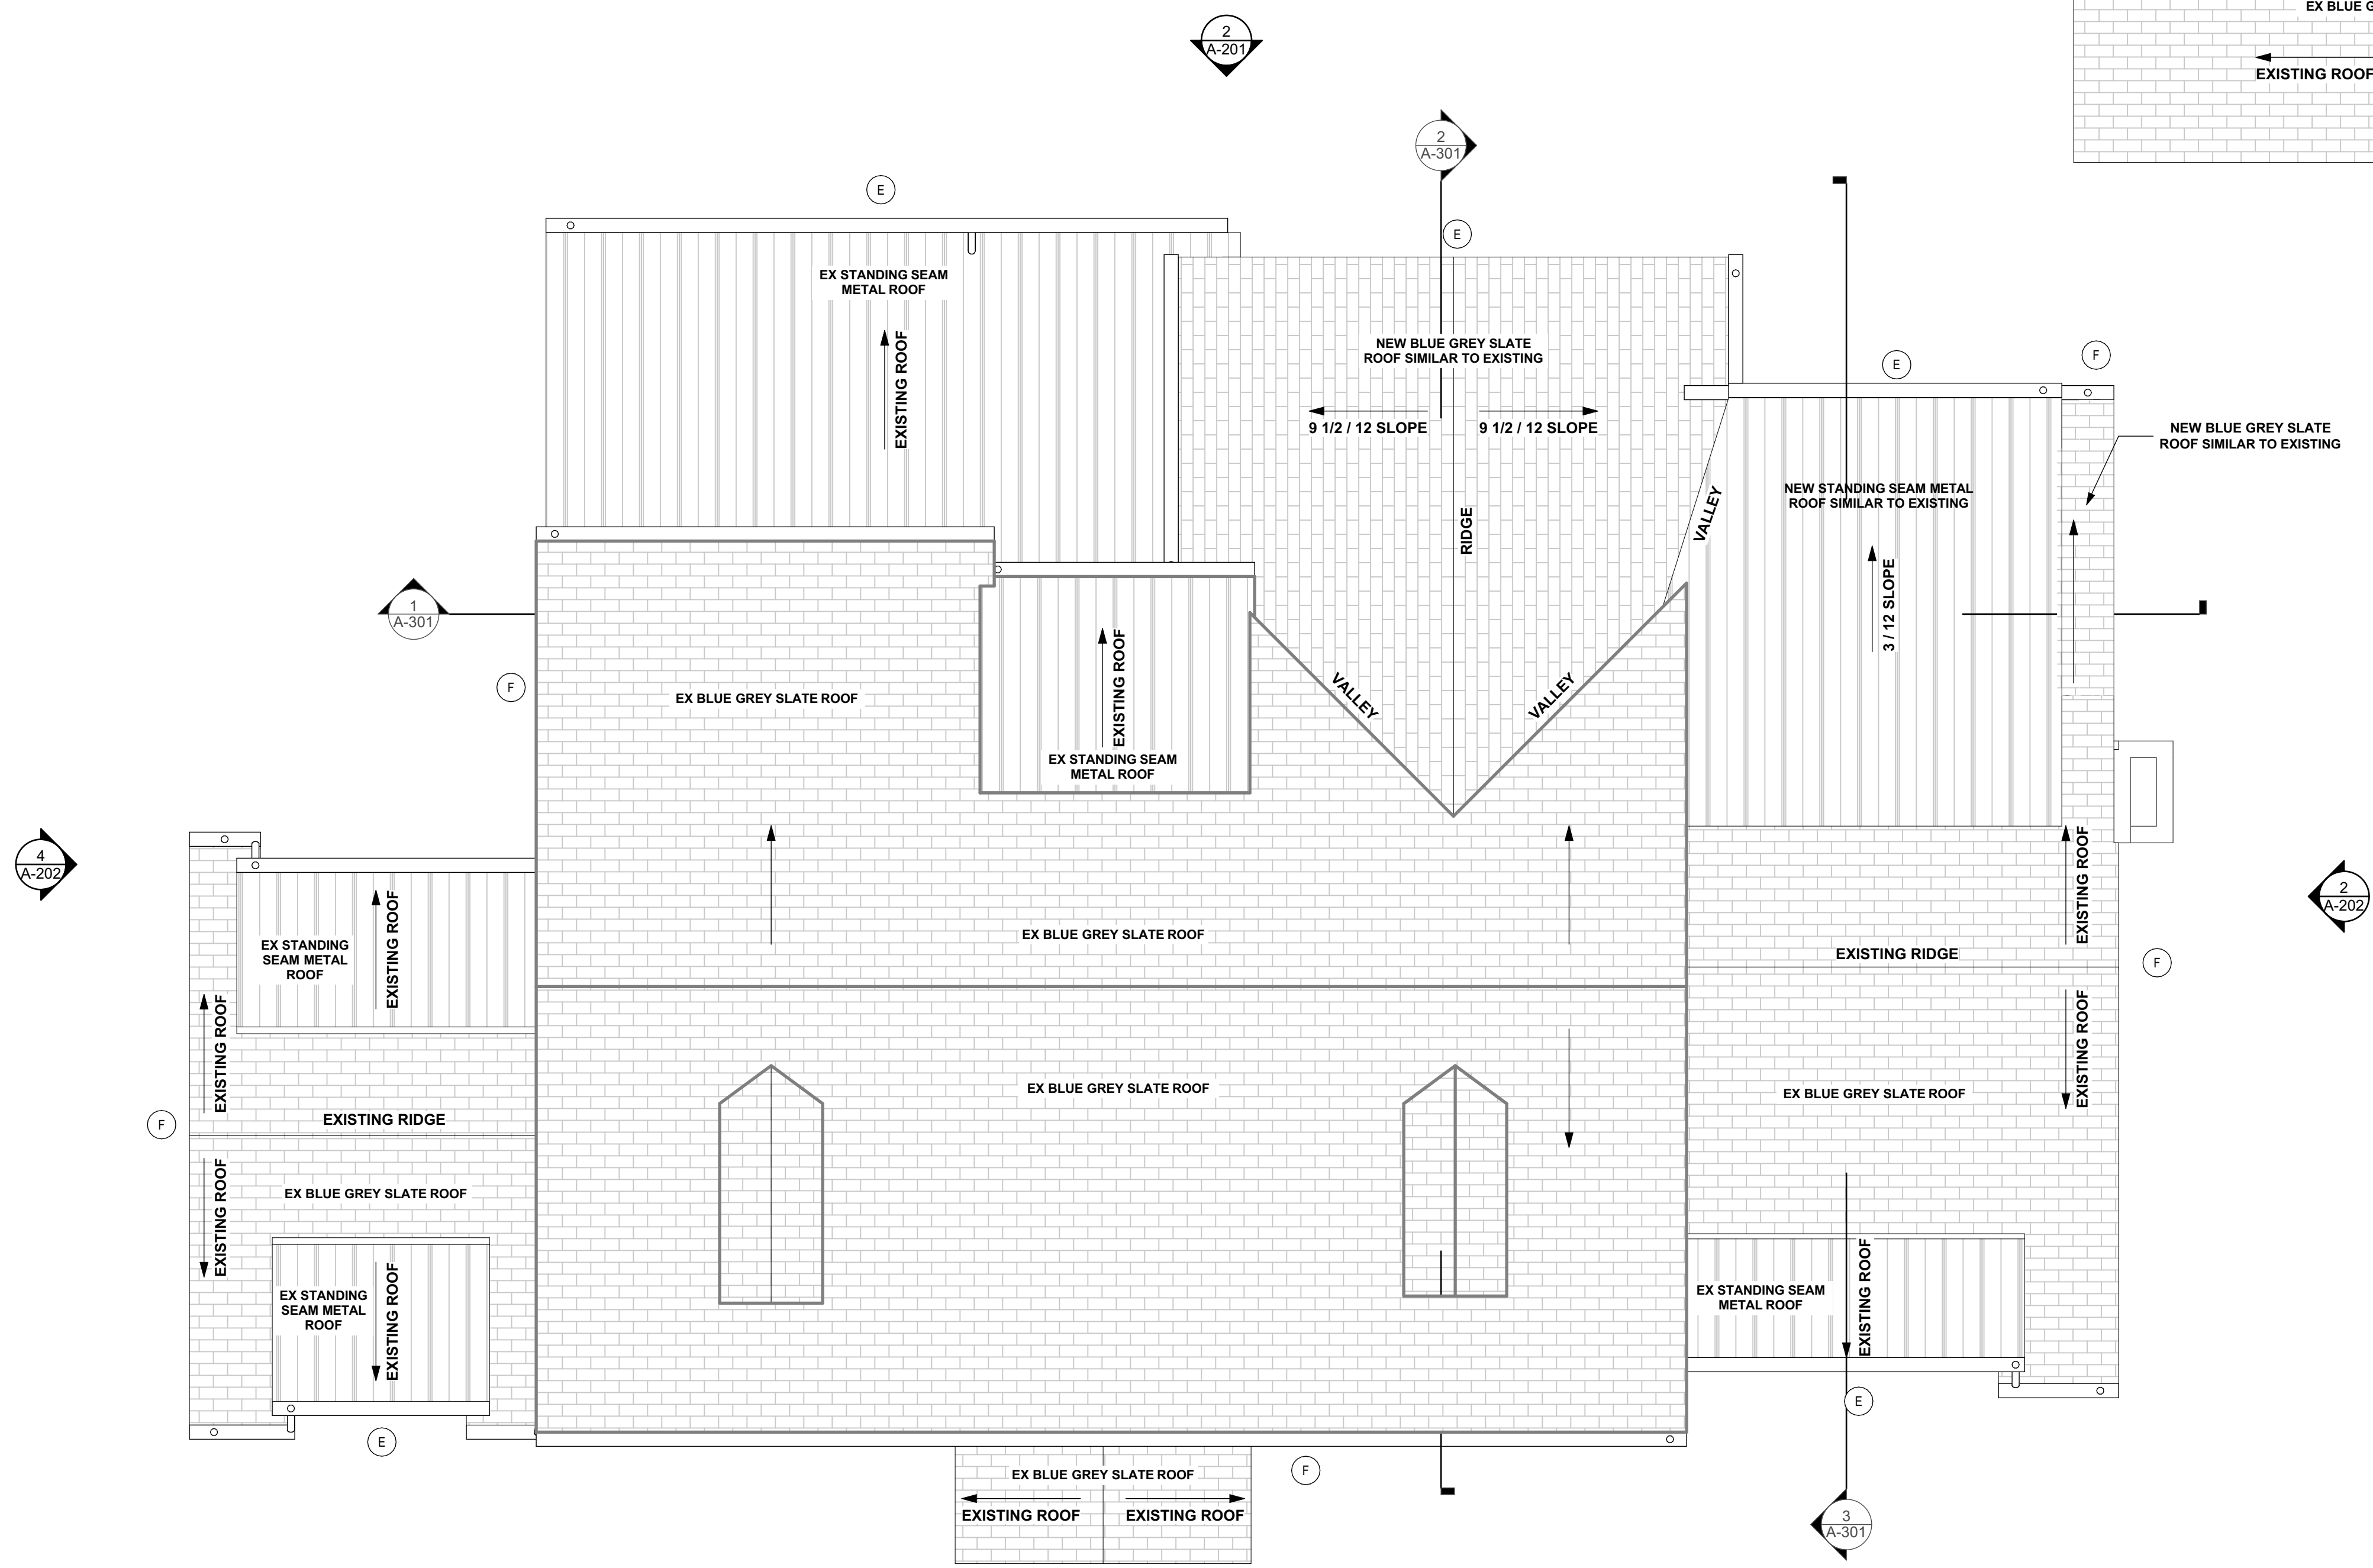 EX BLUE G
EXISTING ROOF
2
A-201
2
A-301
E
E
EX STANDING SEAM
METAL ROOF
EXISTING ROOF
NEW BLUE GREY SLATE
ROOF SIMILAR TO EXISTING
9 1/2 / 12 SLOPE
9 1/2 / 12 SLOPE
RIDGE
VALLEY
E
F
NEW BLUE GREY SLATE
ROOF SIMILAR TO EXISTING
NEW STANDING SEAM METAL
ROOF SIMILAR TO EXISTING
3 / 12 SLOPE
1
A-301
F
EX BLUE GREY SLATE ROOF
EXISTING ROOF
EX STANDING SEAM
METAL ROOF
VALLEY
VALLEY
4
A-202
EX STANDING
SEAM METAL
ROOF
EXISTING ROOF
EXISTING ROOF
EX BLUE GREY SLATE ROOF
EXISTING RIDGE
EXISTING ROOF
2
A-202
F
EXISTING ROOF
F
EXISTING RIDGE
EX BLUE GREY SLATE ROOF
EX BLUE GREY SLATE ROOF
EX BLUE GREY SLATE ROOF
EXISTING ROOF
EX STANDING
SEAM METAL
ROOF
EXISTING ROOF
EX STANDING SEAM
METAL ROOF
EXISTING ROOF
E
E
F
EX BLUE GREY SLATE ROOF
EXISTING ROOF
EXISTING ROOF
3
A-301